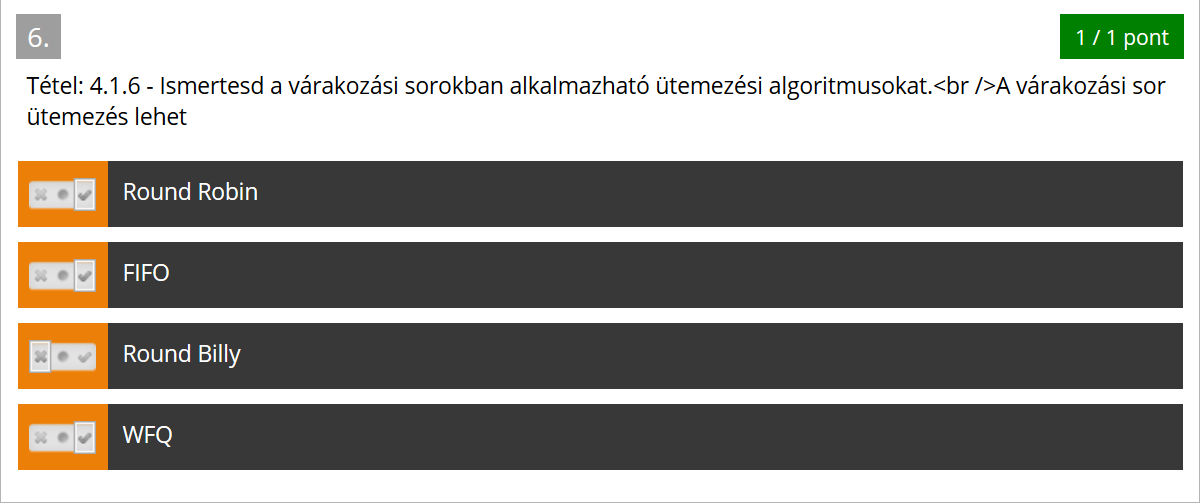 6.
1 / 1 pont
Tétel: 4.1.6 - Ismertesd a várakozási sorokban alkalmazható ütemezési algoritmusokat.<br />A várakozási sor
ütemezés lehet
Round Robin
FIFO
Round Billy
WFQ